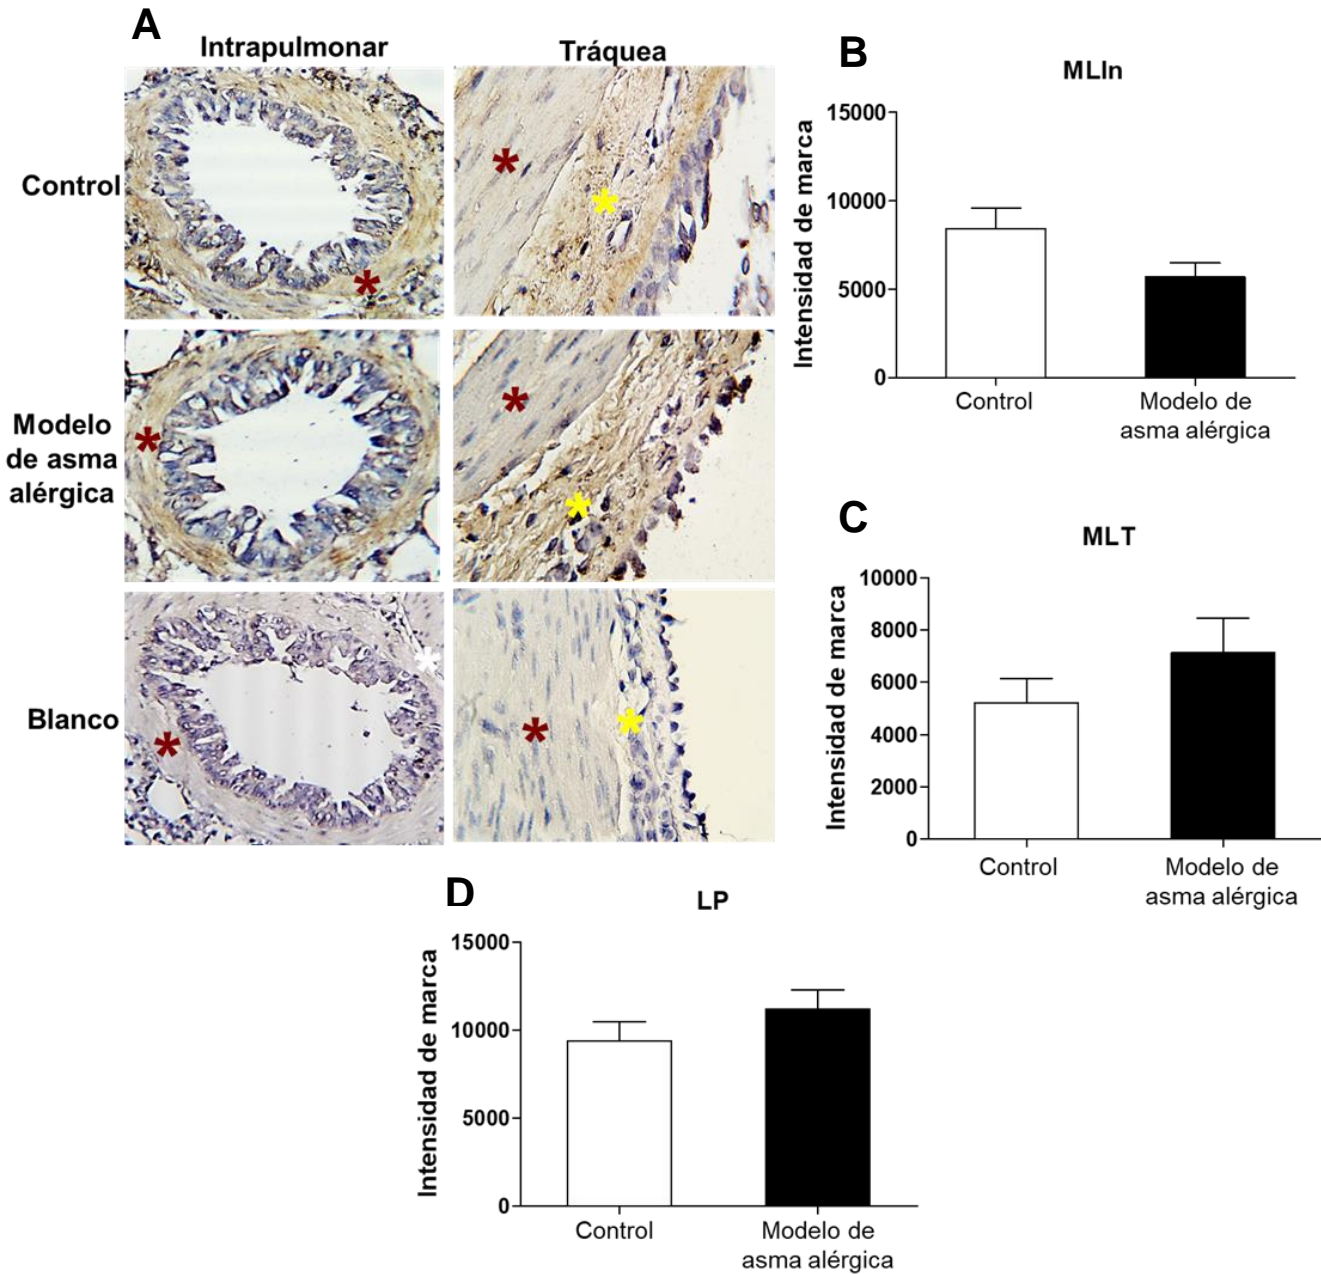 A
Intrapulmonar
Tráquea
Control
Modelo
de asma
alérgica
Blanco
B
MLIn
Intensidad de marca
15000
10000
5000
0
Control
Modelo de
asma alérgica
C
MLT
Intensidad de marca
10000
8000
6000
4000
2000
0
Control
Modelo de
asma alérgica
D
LP
Intensidad de marca
15000
10000
5000
0
Control
Modelo de
asma alérgica